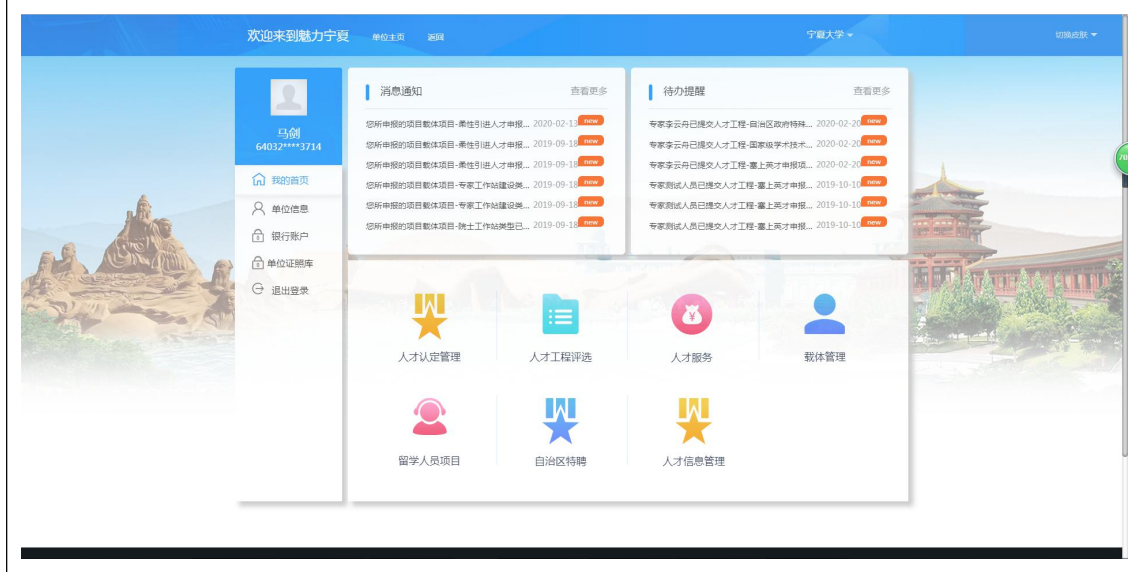 欢迎来到魅力宁夏 单位主页 返回 宁夏大学 切换皮肤
马剑
64032****3714
我的首页
单位信息
银行账户
单位证照库
退出登录
消息通知 查看更多
您所申报的项目载体项目-柔性引进人才申报... 2020-02-13 new
您所申报的项目载体项目-柔性引进人才申报... 2019-09-18 new
您所申报的项目载体项目-柔性引进人才申报... 2019-09-18 new
您所申报的项目载体项目-专家工作站建设类... 2019-09-18 new
您所申报的项目载体项目-专家工作站建设类... 2019-09-18 new
您所申报的项目载体项目-院士工作站类型已... 2019-09-18 new
待办提醒 查看更多
专家李云舟已提交人才工程-自治区政府特殊... 2020-02-20 new
专家李云舟已提交人才工程-国家级学术技术... 2020-02-20 new
专家李云舟已提交人才工程-塞上英才申报项... 2020-02-20 new
专家测试人员已提交人才工程-塞上英才申报... 2019-10-10 new
专家测试人员已提交人才工程-塞上英才申报... 2019-10-10 new
专家测试人员已提交人才工程-塞上英才申报... 2019-10-10 new
人才认定管理 人才工程评选 人才服务 载体管理
留学人员项目 自治区特聘 人才信息管理
70